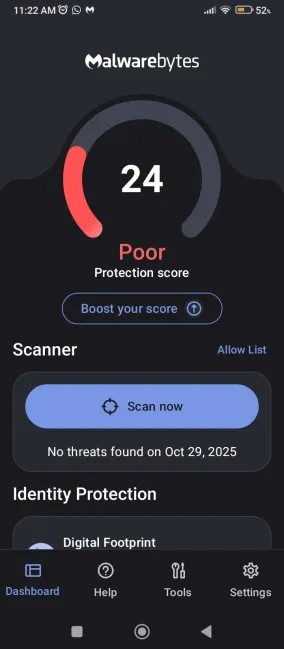 11:22 AM
52%
Malwarebytes
24
Poor
Protection score
Boost your score
Scanner
Allow List
Scan now
No threats found on Oct 29, 2025
Identity Protection
Digital Footprint
Dashboard
Help
Tools
Settings